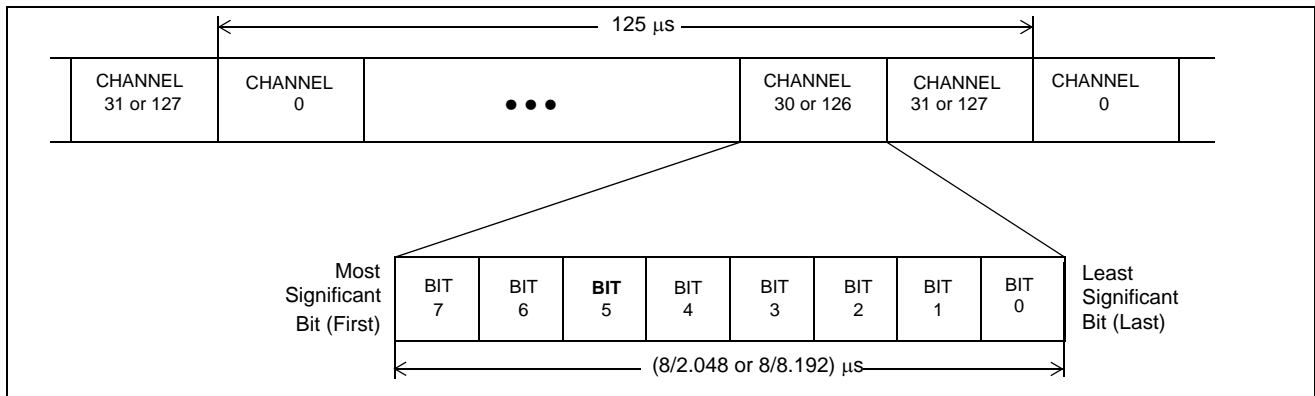 125 μs
CHANNEL
31 or 127
CHANNEL
0
•••
CHANNEL
30 or 126
CHANNEL
31 or 127
CHANNEL
0
Most
Significant
Bit (First)
BIT
7
BIT
6
BIT
5
BIT
4
BIT
3
BIT
2
BIT
1
BIT
0
Least
Significant
Bit (Last)
(8/2.048 or 8/8.192) μs